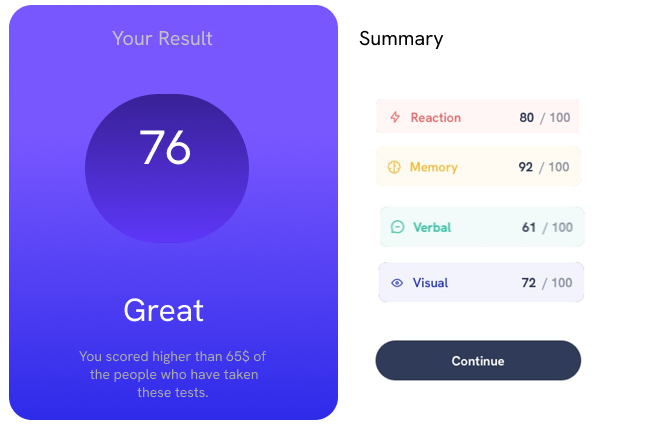 Your Result
76
Great
You scored higher than 65$ of
the people who have taken
these tests.
Summary
Reaction 80 / 100
Memory 92 / 100
Verbal 61 / 100
Visual 72 / 100
Continue